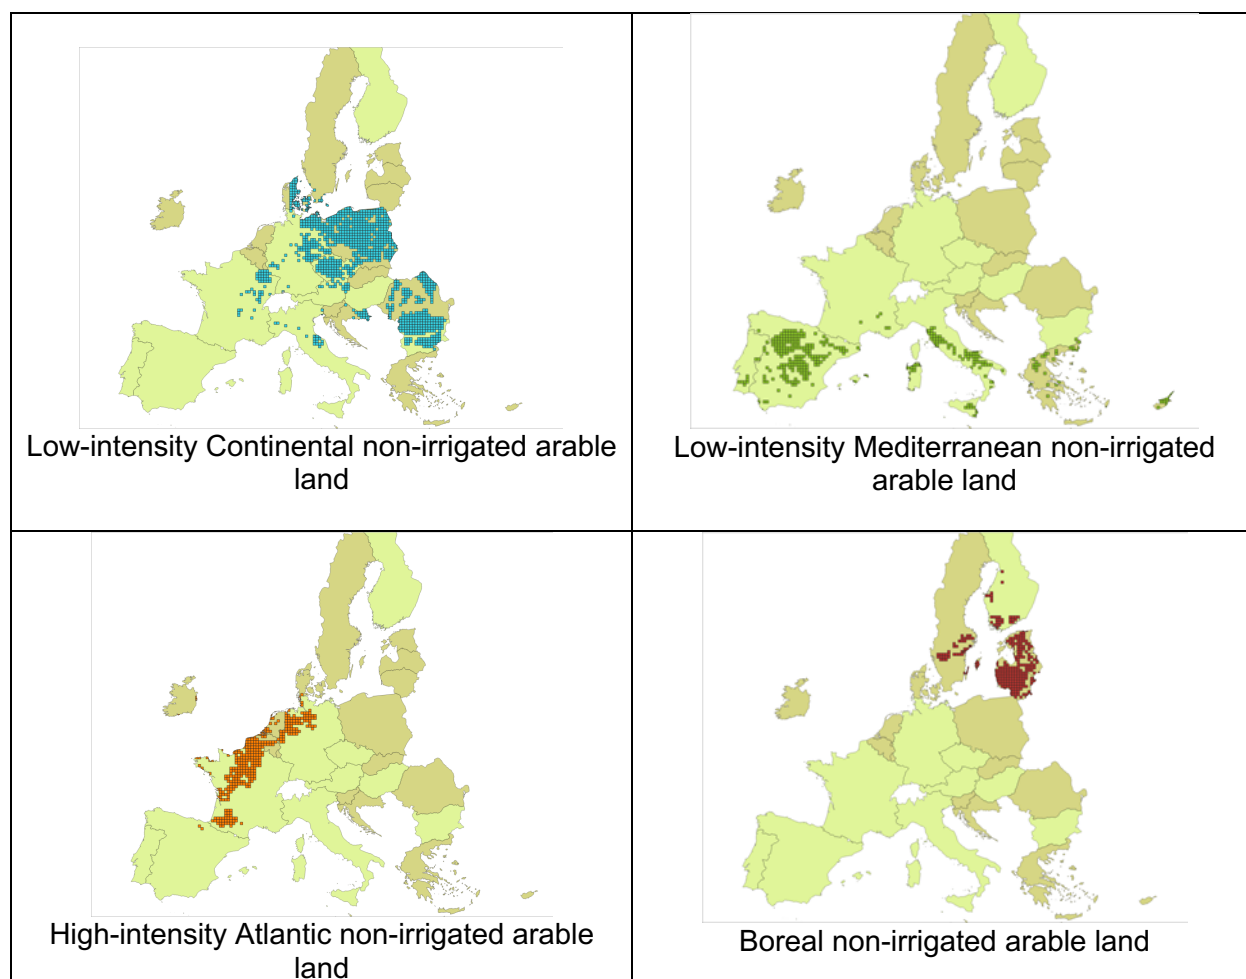 Low-intensity Continental non-irrigated arable
land
Low-intensity Mediterranean non-irrigated
arable land
High-intensity Atlantic non-irrigated arable
land
Boreal non-irrigated arable land